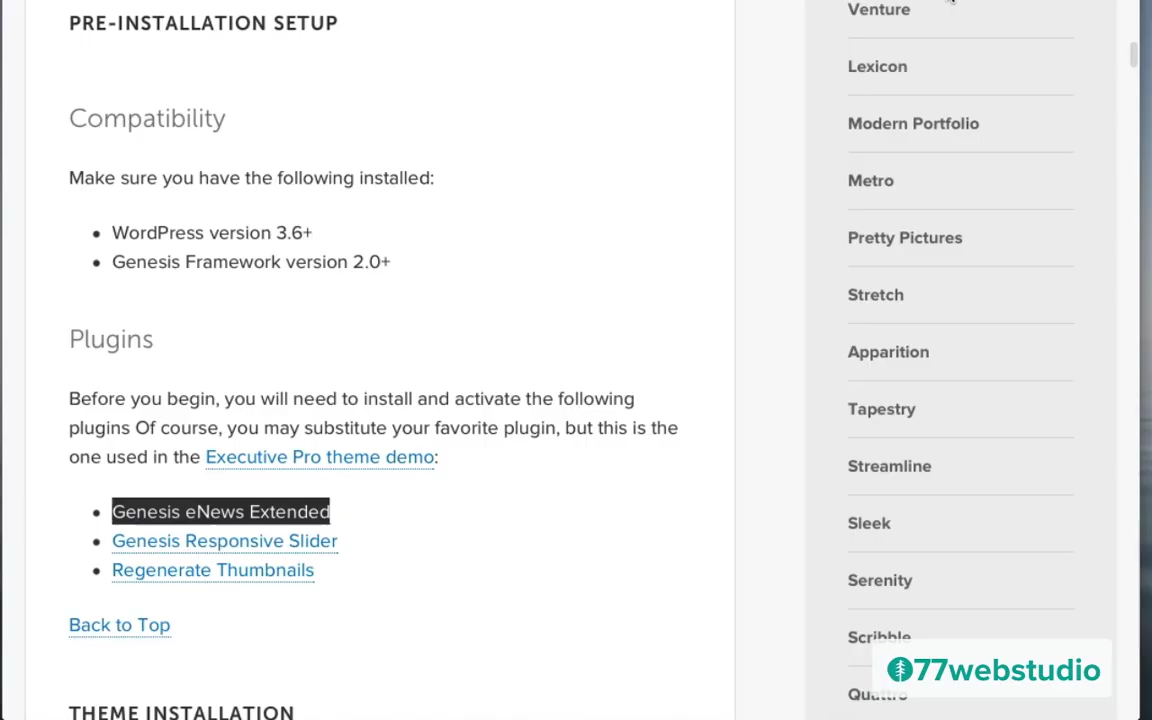 PRE-INSTALLATION SETUP
Compatibility
Make sure you have the following installed:
WordPress version 3.6+
Genesis Framework version 2.0+
Plugins
Before you begin, you will need to install and activate the following
plugins Of course, you may substitute your favorite plugin, but this is the
one used in the Executive Pro theme demo:
Genesis eNews Extended
Genesis Responsive Slider
Regenerate Thumbnails
Back to Top
THEME INSTALLATION
Venture
Lexicon
Modern Portfolio
Metro
Pretty Pictures
Stretch
Apparition
Tapestry
Streamline
Sleek
Serenity
Scribble
Quattro
77webstudio